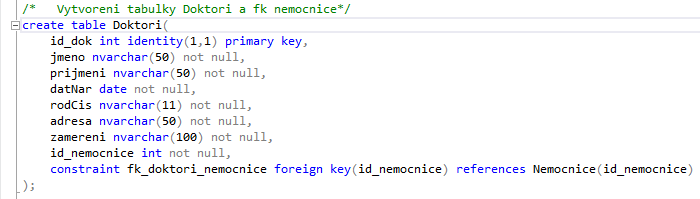 /*   Vytvoreni tabulky Doktori a fk nemocnice*/
create table Doktori(
    id_dok int identity(1,1) primary key,
    jmeno nvarchar(50) not null,
    prijmeni nvarchar(50) not null,
    datNar date not null,
    rodCis nvarchar(11) not null,
    adresa nvarchar(50) not null,
    zamereni nvarchar(100) not null,
    id_nemocnice int not null,
    constraint fk_doktori_nemocnice foreign key(id_nemocnice) references Nemocnice(id_nemocnice)
);